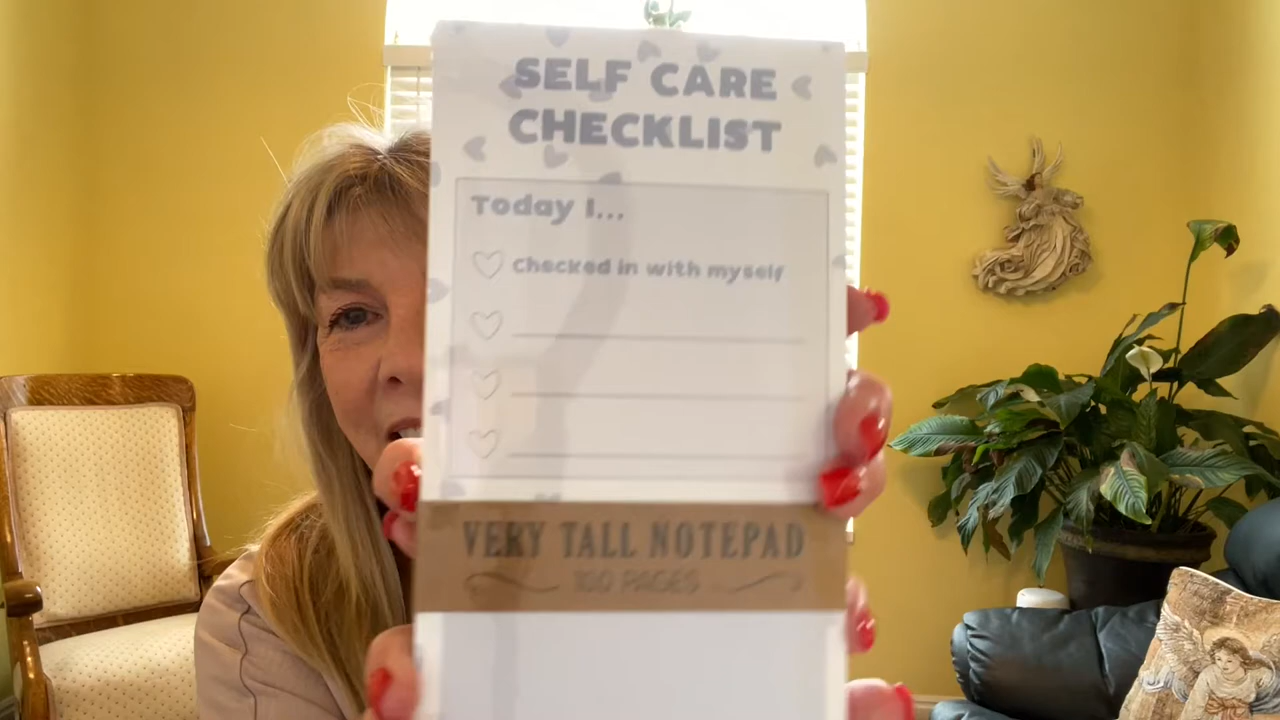 SELF CARE
CHECKLIST
Today I...
Checked in with myself
VERY TALL NOTEPAD
100 PAGES